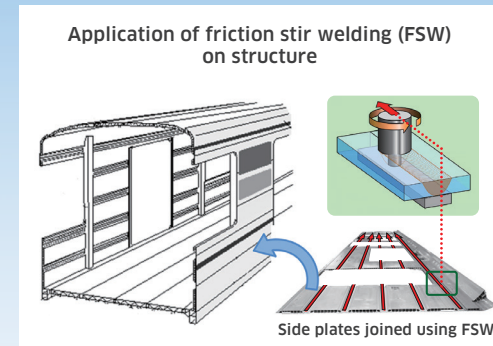 Application of friction stir welding (FSW)
on structure
Side plates joined using FSW